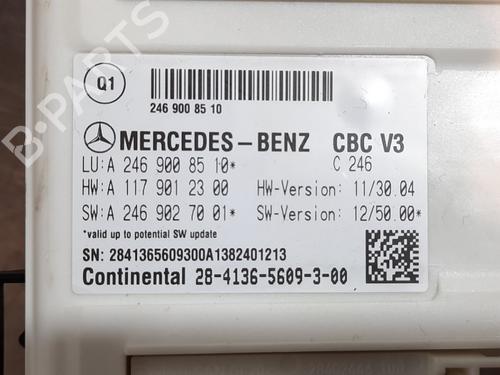 Q1
246 900 85 10
MERCEDES-BENZ CBC V3
LU:A 246 900 85 10* C 246
HW:A 117 901 23 00 HW-Version: 11/30.04
SW:A 246 902 70 01* SW-Version: 12/50.00*
*valid up to potential SW update
SN: 2841365609300A1382401213
Continental 28-4136-5609-3-00
B-PARTS